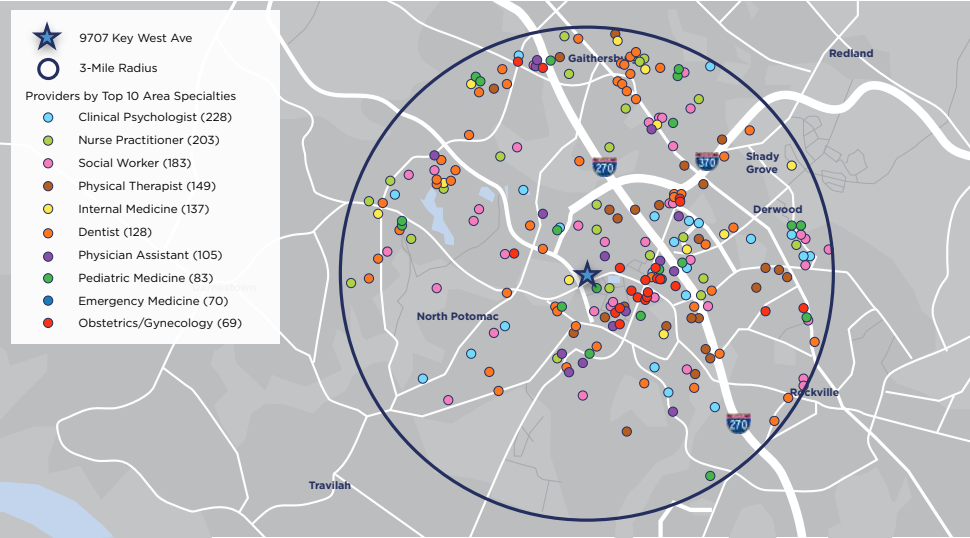 9707 Key West Ave
3-Mile Radius
Providers by Top 10 Area Specialties
Clinical Psychologist (228)
Nurse Practitioner (203)
Social Worker (183)
Physical Therapist (149)
Internal Medicine (137)
Dentist (128)
Physician Assistant (105)
Pediatric Medicine (83)
Emergency Medicine (70)
Obstetrics/Gynecology (69)
Redland
270
370
Shady
Grove
Derwood
North Potomac
Rockville
270
Travilah